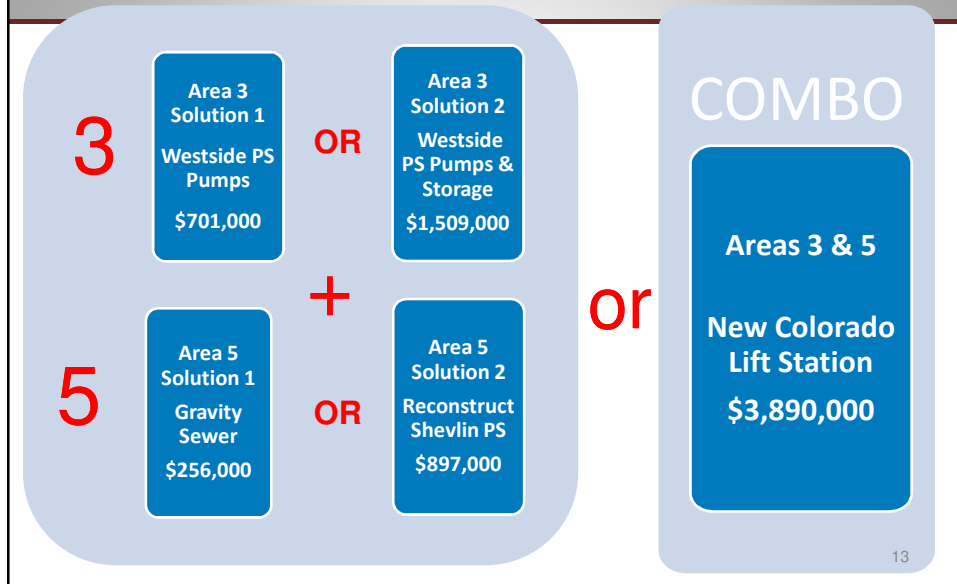 3
Area 3
Solution 1
Westside PS
Pumps
$701,000
OR
Area 3
Solution 2
Westside
PS Pumps &
Storage
$1,509,000
+
5
Area 5
Solution 1
Gravity
Sewer
$256,000
OR
Area 5
Solution 2
Reconstruct
Shevlin PS
$897,000
or
COMBO
Areas 3 & 5
New Colorado
Lift Station
$3,890,000
13